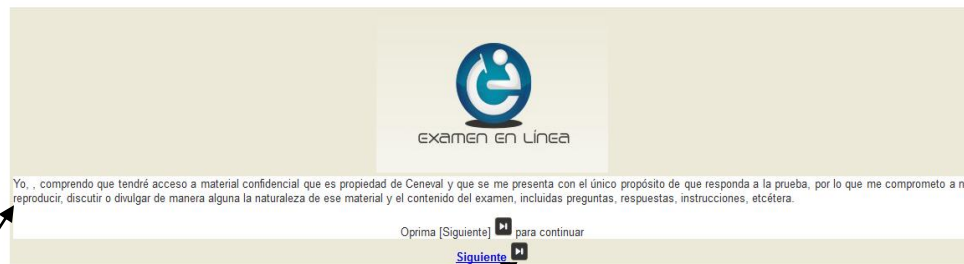 examen en Línea
Yo, , comprendo que tendré acceso a material confidencial que es propiedad de Ceneval y que se me presenta con el único propósito de que responda a la prueba, por lo que me comprometo a n
reproducir, discutir o divulgar de manera alguna la naturaleza de ese material y el contenido del examen, incluidas preguntas, respuestas, instrucciones, etcétera.
Oprima [Siguiente] para continuar
Siguiente